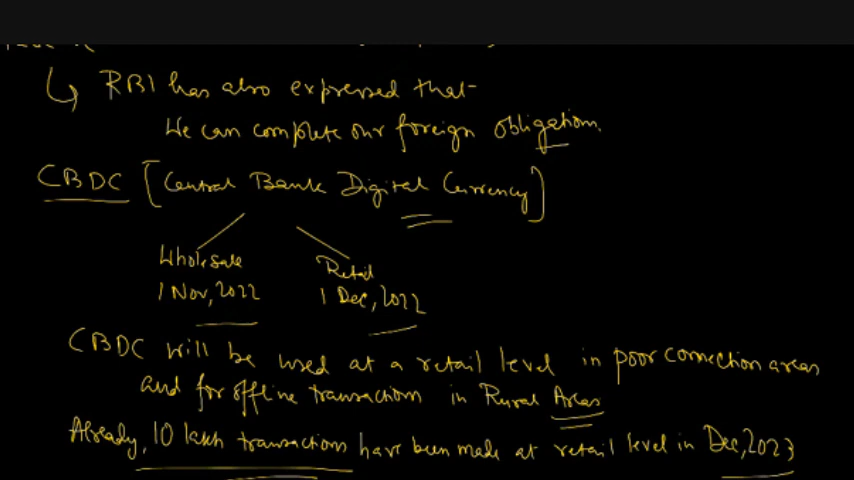 ↳ RBI has also expressed that
We can complete our foreign obligation.
CBDC [Central Bank Digital Currency]
Wholesale Retail
1 Nov, 2022 1 Dec, 2022
CBDC will be used at a retail level in poor connection areas
and for offline transactions in Rural Areas
Already, 10 lakh transactions have been made at retail level in Dec, 2023